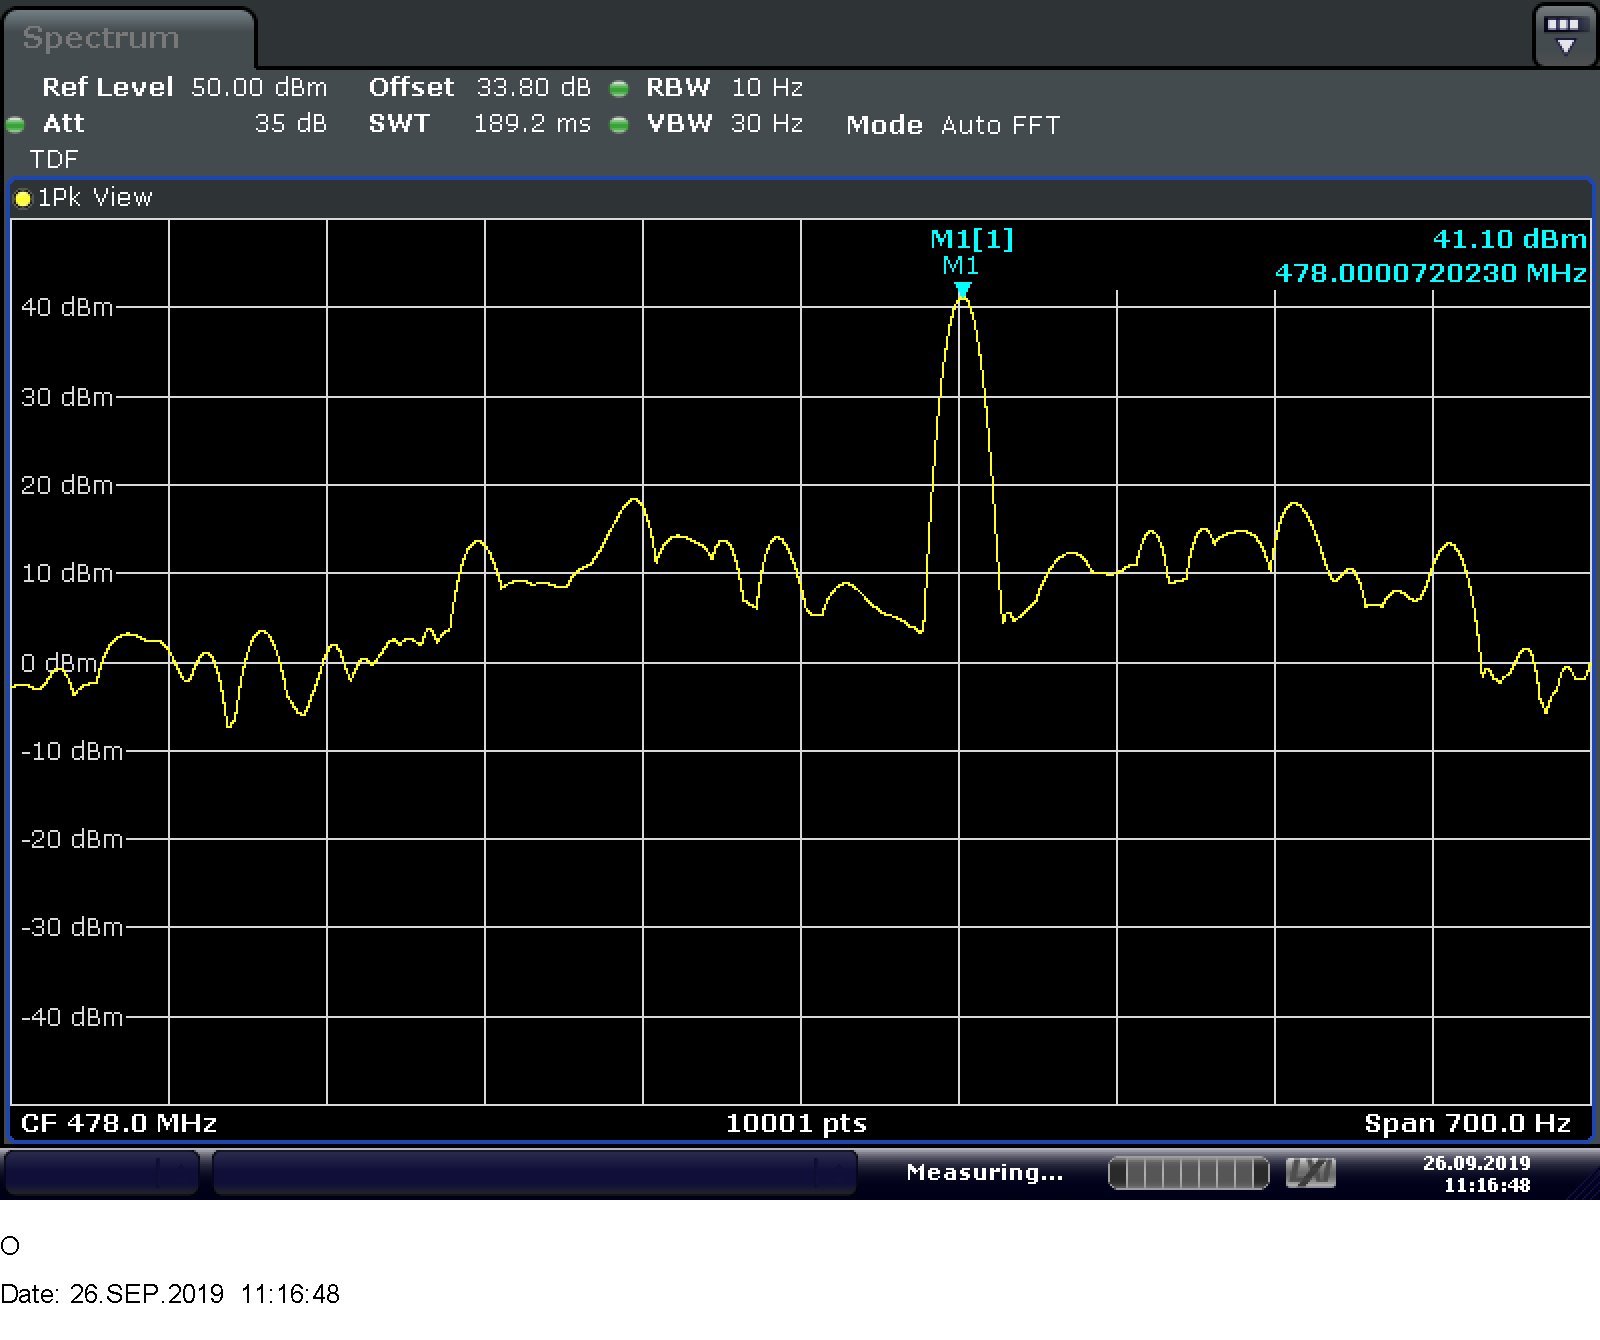 Spectrum
Ref Level 50.00 dBm Offset 33.80 dB RBW 10 Hz
Att 35 dB SWT 189.2 ms VBW 30 Hz Mode Auto FFT
TDF
1Pk View
M1[1] 41.10 dBm
M1
478.0000720230 MHz
40 dBm
30 dBm
20 dBm
10 dBm
0 dBm
-10 dBm
-20 dBm
-30 dBm
-40 dBm
CF 478.0 MHz 10001 pts Span 700.0 Hz
Measuring... LXI 26.09.2019
11:16:48
O
Date: 26.SEP.2019 11:16:48